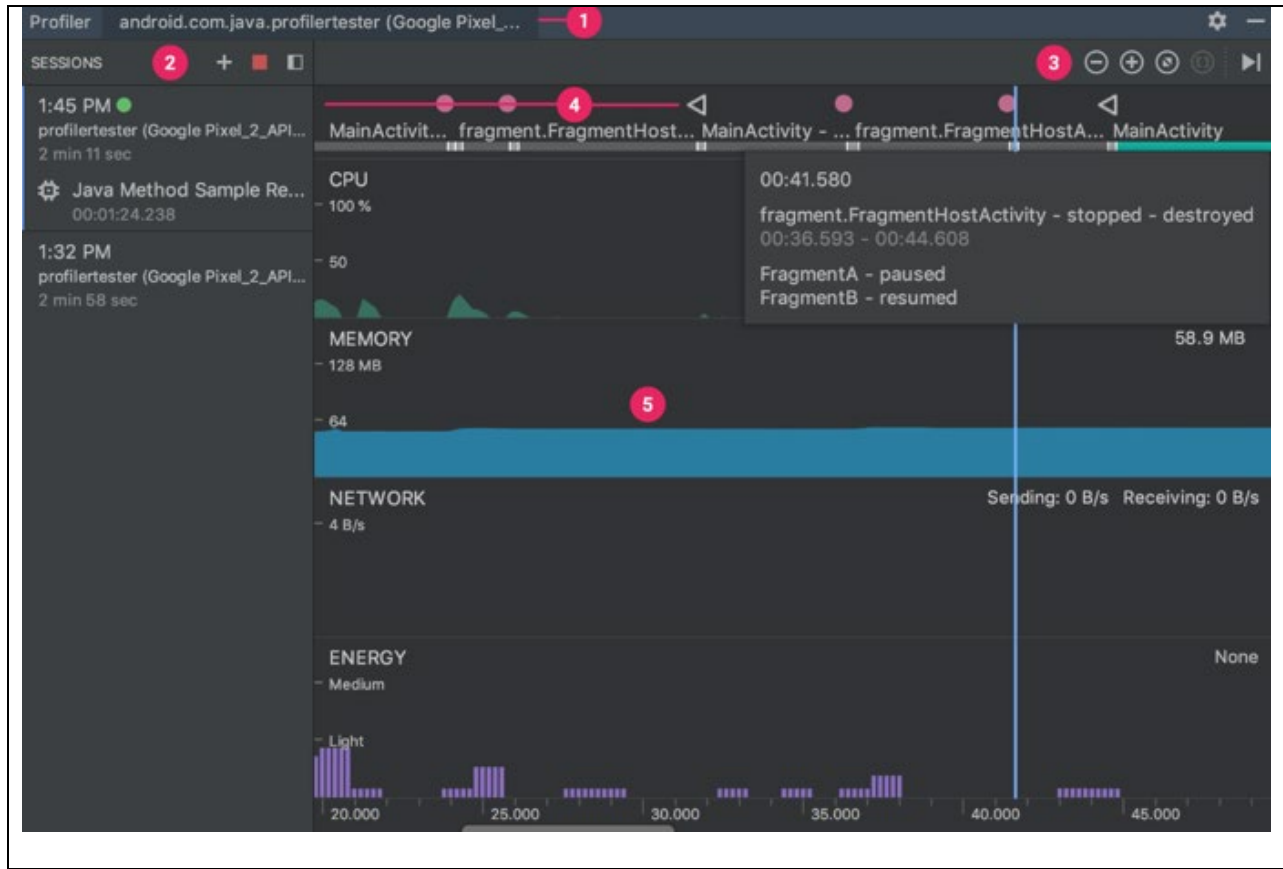 Profiler android.com.java.profilertester (Google Pixel_... 1
SESSIONS 2 3
1:45 PM
profilertester (Google Pixel_2_API...
2 min 11 sec
Java Method Sample Re...
00:01:24.238
1:32 PM
profilertester (Google Pixel_2_API...
2 min 58 sec
4
MainActivit... fragment.FragmentHost... MainActivity - ... fragment.FragmentHostA... MainActivity
CPU
100 %
50
00:41.580
fragment.FragmentHostActivity - stopped - destroyed
00:36.593 - 00:44.608
FragmentA - paused
FragmentB - resumed
MEMORY 58.9 MB
128 MB
5
64
NETWORK Sending: 0 B/s Receiving: 0 B/s
4 B/s
ENERGY None
Medium
Light
20.000 25.000 30.000 35.000 40.000 45.000